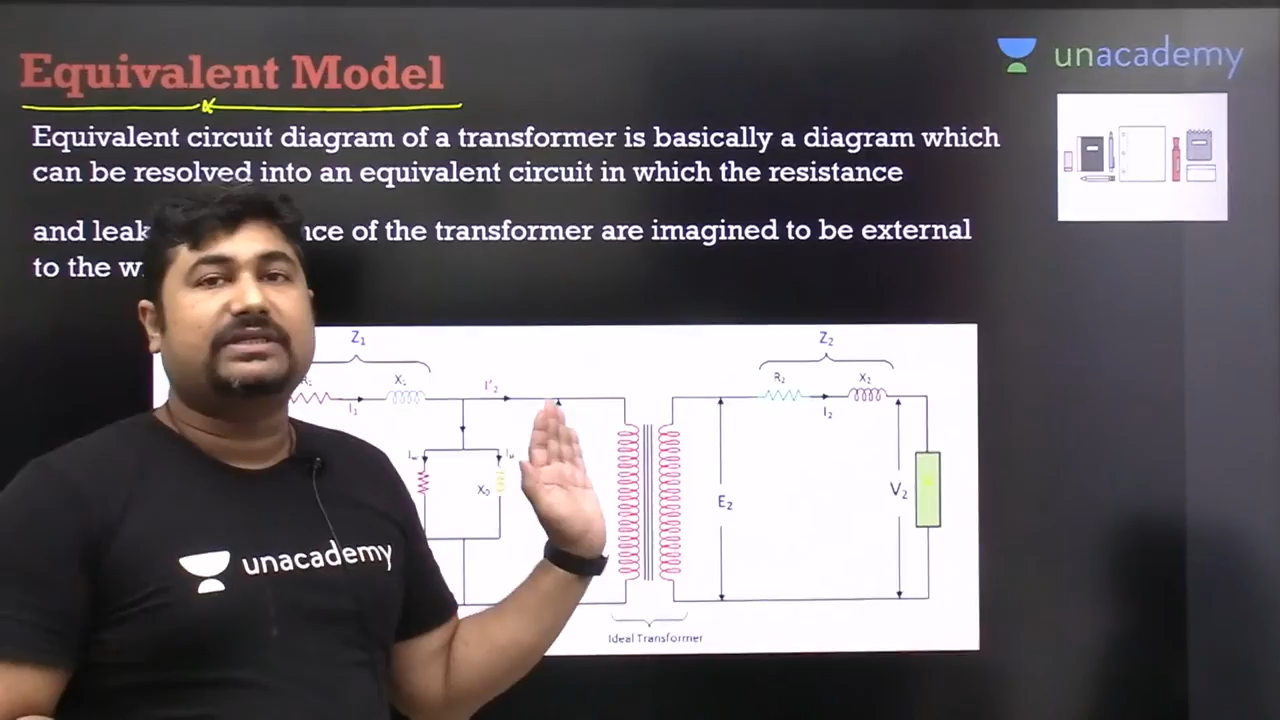 Equivalent Model
unacademy
Equivalent circuit diagram of a transformer is basically a diagram which
can be resolved into an equivalent circuit in which the resistance
and leak nce of the transformer are imagined to be external
to the w
Z1
Z2
R1
X1
I'2
R2
X2
I1
I2
Iw
X0
E2
V2
unacademy
Ideal Transformer